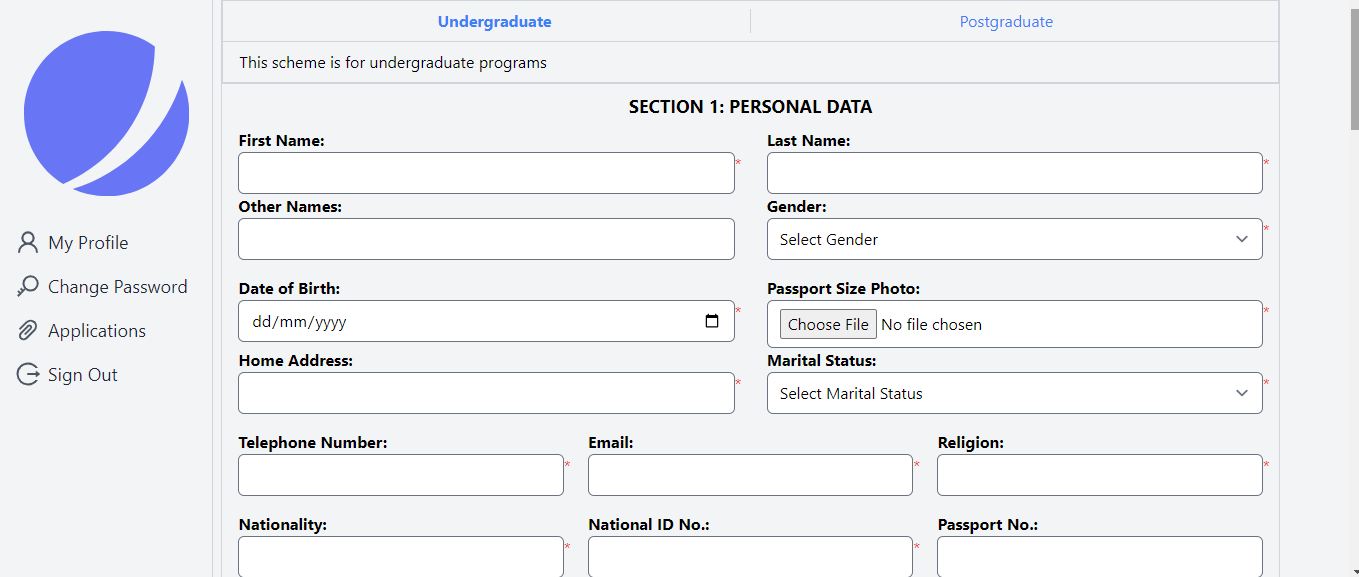 Undergraduate Postgraduate
This scheme is for undergraduate programs
SECTION 1: PERSONAL DATA
First Name: Last Name:
* *
Other Names: Gender:
Select Gender *
Date of Birth: Passport Size Photo:
dd/mm/yyyy * Choose File No file chosen *
Home Address: Marital Status:
* Select Marital Status *
Telephone Number: Email: Religion:
* * *
Nationality: National ID No.: Passport No.:
* *
My Profile
Change Password
Applications
Sign Out